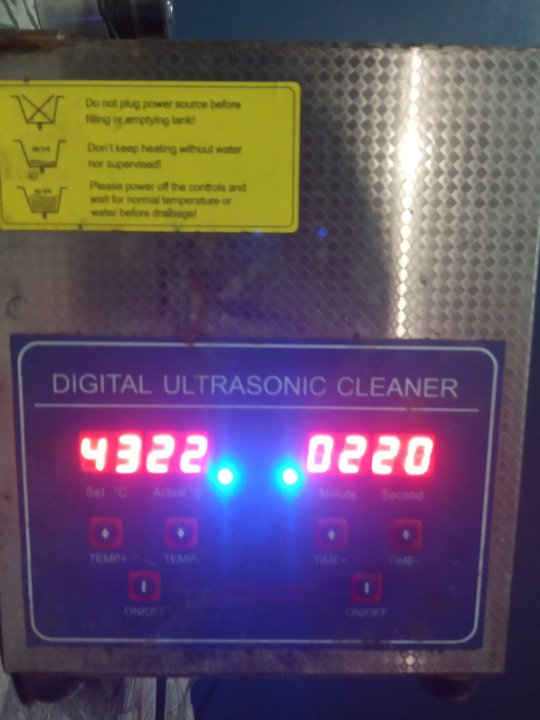 Do not plug power source before
filling or emptying tank!
Don't keep heating without water
nor supervised!
Please power off the controls and
wait for normal temperature or
water before drainage!
DIGITAL ULTRASONIC CLEANER
4322 0220
Set °C Actual °C Minute Second
TEMP+ TEMP- TIME+ TIME-
ON/OFF ON/OFF